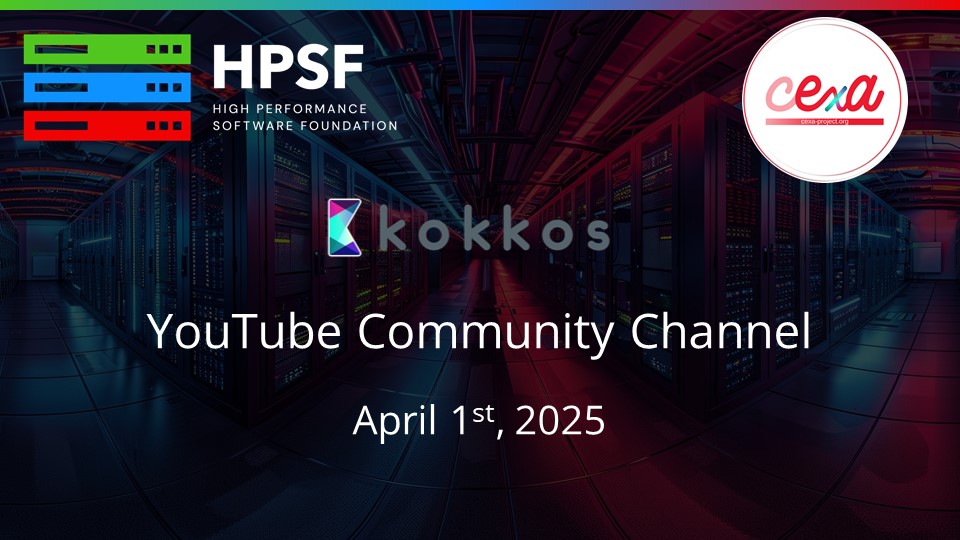 HPSF
HIGH PERFORMANCE
SOFTWARE FOUNDATION
cexa
cexa-project.org
kokkos
YouTube Community Channel
April 1st, 2025